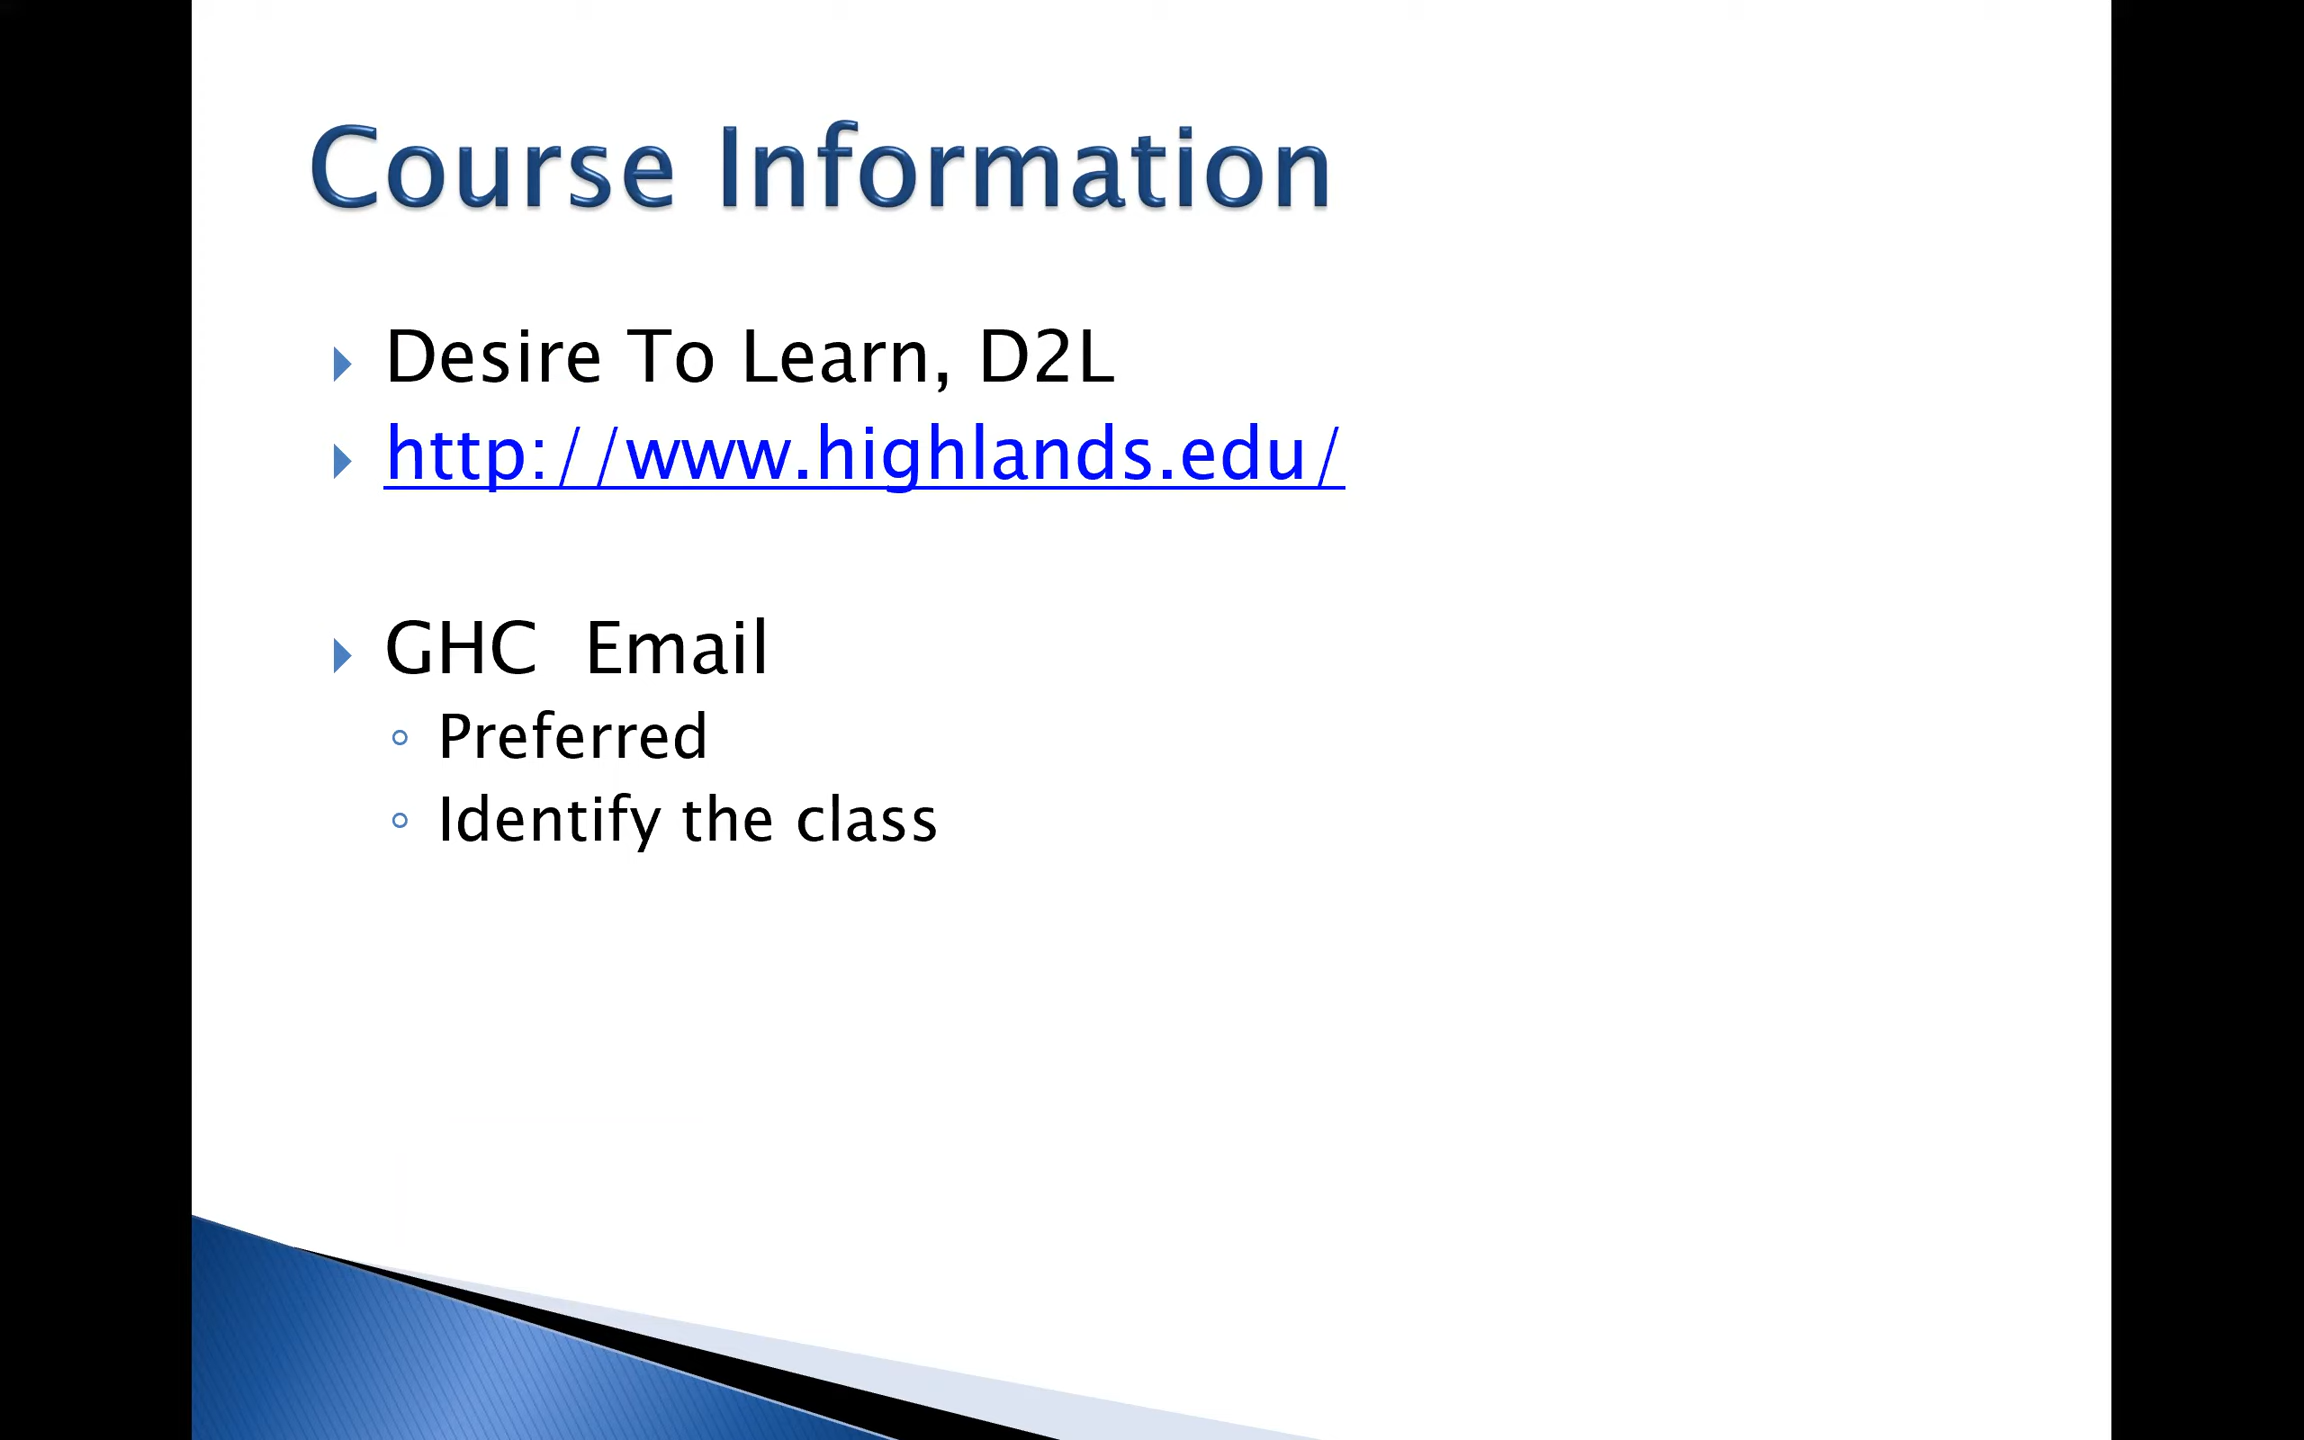 Course Information
Desire To Learn, D2L
http://www.highlands.edu/
GHC  Email
Preferred
Identify the class